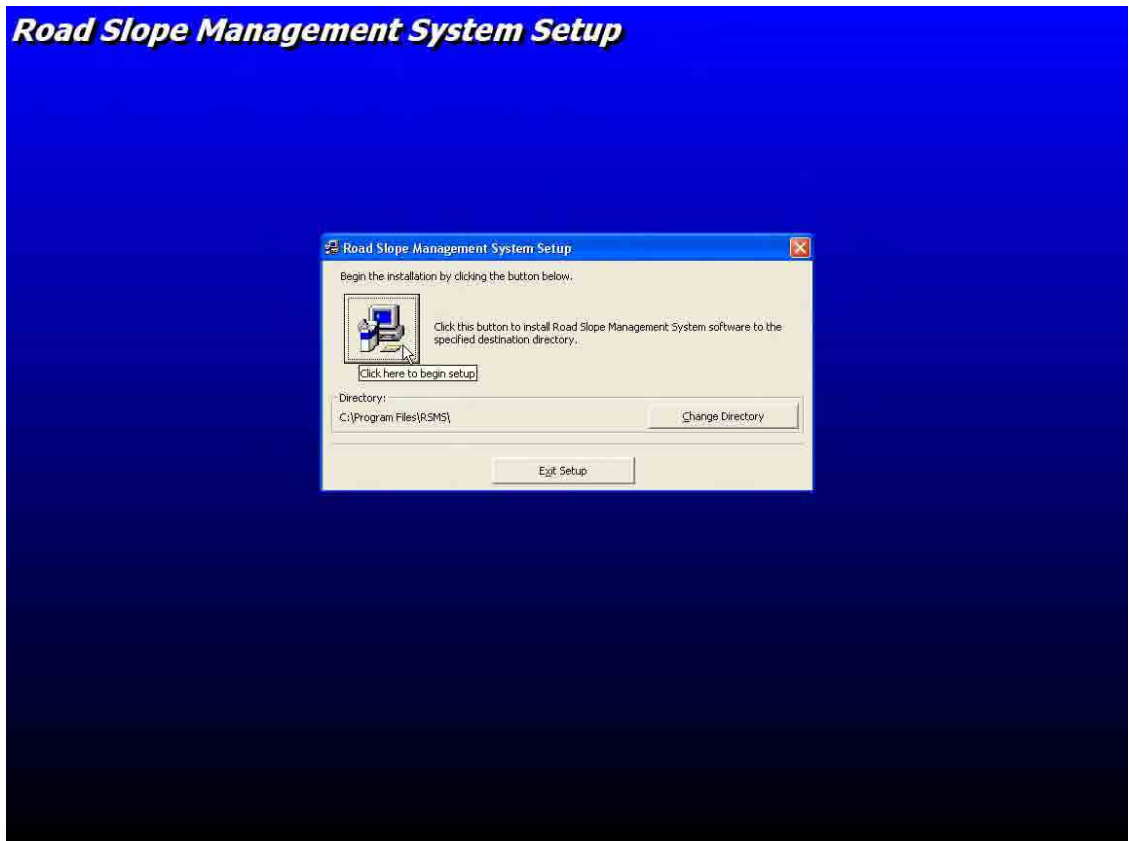 Road Slope Management System Setup
Road Slope Management System Setup
Begin the installation by clicking the button below.
Click this button to install Road Slope Management System software to the
specified destination directory.
Click here to begin setup
Directory:
C:\Program Files\RSMS\
Change Directory
Exit Setup